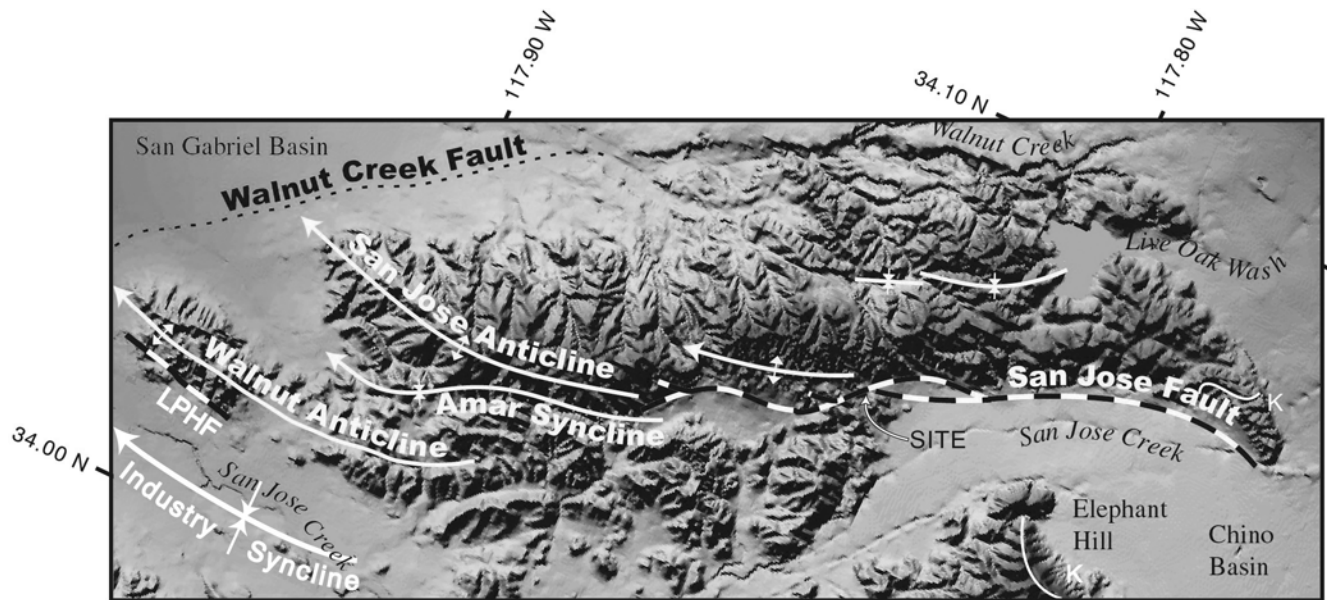 117.90 W
34.10 N
117.80 W
San Gabriel Basin
Walnut Creek Fault
Walnut Creek
Live Oak Wash
San Jose Anticline
Walnut Anticline
LPHF
Amar Syncline
San Jose Fault
K
SITE
San Jose Creek
34.00 N
San Jose Creek
Industry Syncline
Elephant
Hill
Chino
Basin
K